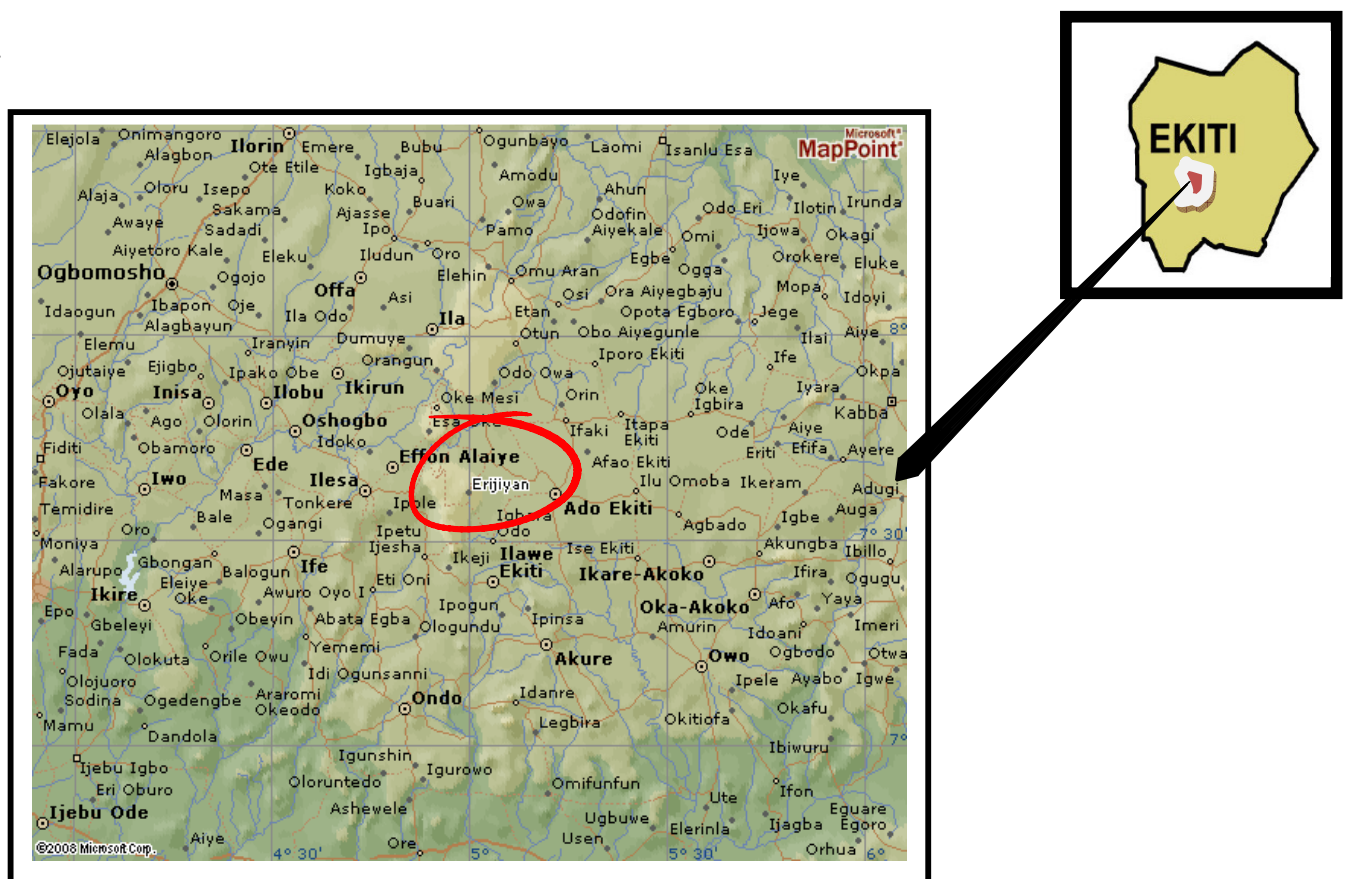 EKITI
Microsoft®
MapPoint®
Elejola Onimangoro Ilorin Emere Bubu Ogunbayo Laomi Isanlu Esa
Alagbon Ote Etile Igbaja Amodu Iye
Alaja Oloru Isepo Koko Buari Owa Ahun Odo Eri Ilotin Irunda
Awaye Sakama Ajasse Odofin
Sadadi Ipo Pamo Aiyekale Omi Ijowa Okagi
Aiyetoro Kale Eleku Iludun Oro Egbe Orokere Eluke
Ogbomosho Ogojo Offa Elehin Omu Aran Ogga Mopa
Idaogun Ibapon Oje Ila Odo Asi Ila Etan Osi Ora Aiyegbaju Jege Idoyi
Alagbayun Opota Egboro
Elemu Iranyin Dumuye Otun Obo Aiyegunle Ilai Aiye 8°
Ojutaiye Ejigbo Ipako Obe Orangun Iporo Ekiti Ife Okpa
Oyo Inisa Ilobu Ikirun Odo Owa Oke Iyara
Olala Ago Olorin Oshogbo Oke Mesi Orin Igbira Kabba
Fiditi Obamoro Idoko Esa Oke Ifaki Itapa Ode Aiye
Ekiti Eriti Efifa Ayere
Fakore Iwo Ede Ilesa Effon Alaiye Afao Ekiti
Temidire Masa Tonkere Ipole Erijiyan Ilu Omoba Ikeram Adugi
Oro Bale Ogangi Igbara Ado Ekiti Agbado Igbe Auga
Moniya Ipetu Odo 7° 30'
Alarupo Gbongan Balogun Ife Ijesha Ikeji Ilawe Ise Ekiti Akungba Ibillo
Ikire Eleiye Eti Oni Ekiti Ikare-Akoko Ifira Ogugu
Epo Oke Awuro Oyo I Ipogun Oka-Akoko Afo Yaya
Gbeleyi Obeyin Abata Egba Ologundu Ipinsa Amurin Idoani Imeri
Fada Olokuta Orile Owu Yememi Akure Owo Ogbodo Otwa
Olojuoro Idi Ogunsanni Ipele Ayabo Igwe
Sodina Ogedengbe Araromi Ondo Idanre Okafu
Mamu Okeodo Legbira Okitiofa
Dandola Ibiwuru 7°
Ijebu Igbo Igunshin Igurowo
Eri Oburo Oloruntedo Omifunfun Ute Ifon
Ijebu Ode Ashewele Ugbuwe Elerinla Eguare
Aiye Ore Usen Ijagba Egoro
©2008 Microsoft Corp. 4° 30' 5° 5° 30' Orhua 6°